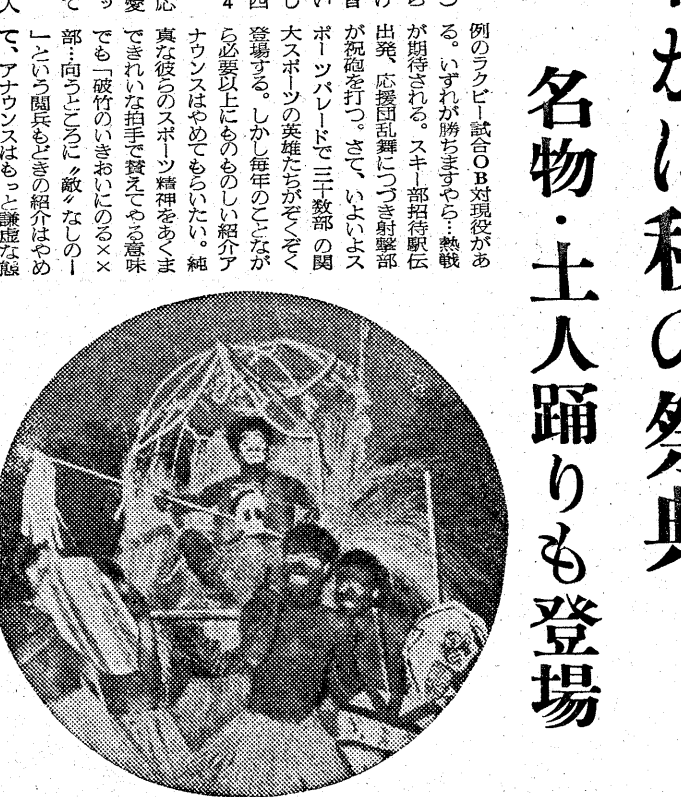 かに秋の祭典
名物・土人踊りも登場
例のラクビー試合OB対現役があ
る。いずれが勝ちますやら…熱戦
が期待される。スキー部招待駅伝
出発、応援団乱舞につづき射撃部
が祝砲を打つ。さて、いよいよス
ポーツパレードで三十数部の関
大スポーツの英雄たちがぞくぞく
登場する。しかし毎年のことなが
ら必要以上にものものしい紹介ア
ナウンスはやめてもらいたい。純
真な彼らのスポーツ精神をあくま
できれいな拍手で賛えてやる意味
でも「破竹のいきおいにのる××
部…向うところに〃敵〃なしのー
」という閲兵もどきの紹介はやめ
て、アナウンスはもっと謙虚な態